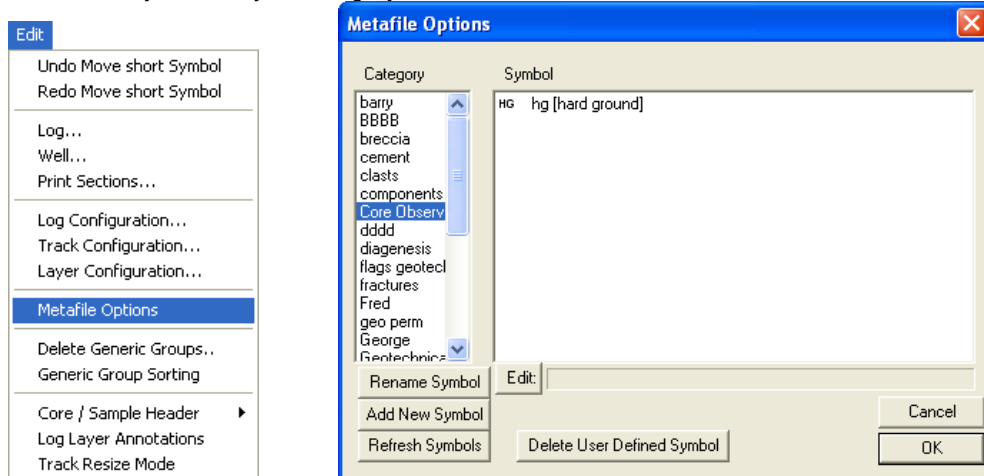 Edit
Undo Move short Symbol
Redo Move short Symbol
Log...
Well...
Print Sections...
Log Configuration...
Track Configuration...
Layer Configuration...
Metafile Options
Delete Generic Groups..
Generic Group Sorting
Core / Sample Header
Log Layer Annotations
Track Resize Mode
Metafile Options
Category
Symbol
barry
BBBB
breccia
cement
clasts
components
Core Observ
dddd
diagenesis
flags geotecl
fractures
Fred
geo perm
George
Geotechnica
HG hg [hard ground]
Rename Symbol
Edit:
Add New Symbol
Cancel
Refresh Symbols
Delete User Defined Symbol
OK